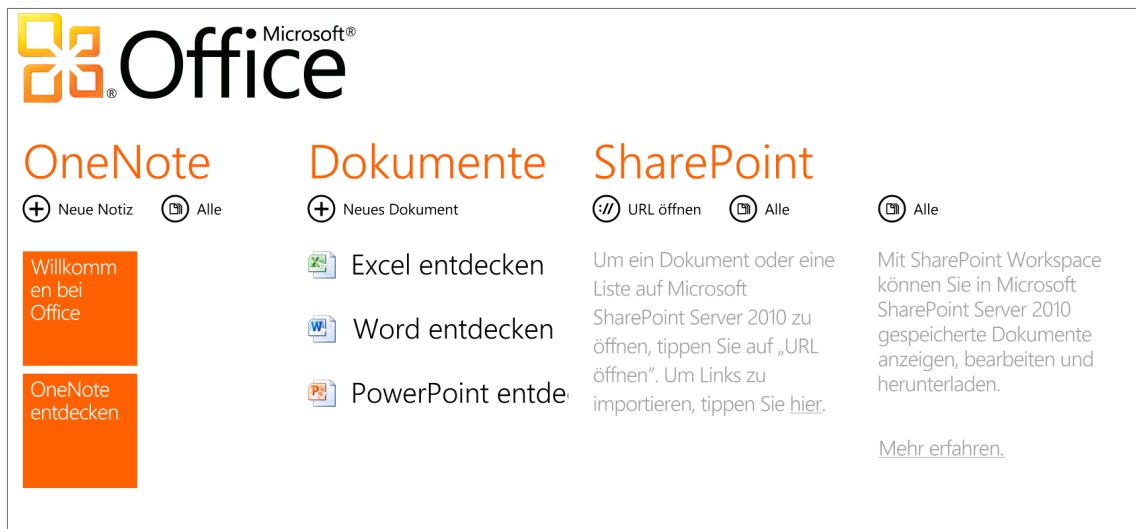 Microsoft®
®Office
OneNote
Neue Notiz
Alle
Willkomm
en bei
Office
OneNote
entdecken
Dokumente
Neues Dokument
Excel entdecken
Word entdecken
PowerPoint entde
SharePoint
URL öffnen
Alle
Um ein Dokument oder eine
Liste auf Microsoft
SharePoint Server 2010 zu
öffnen, tippen Sie auf „URL
öffnen“. Um Links zu
importieren, tippen Sie hier.
Alle
Mit SharePoint Workspace
können Sie in Microsoft
SharePoint Server 2010
gespeicherte Dokumente
anzeigen, bearbeiten und
herunterladen.
Mehr erfahren.